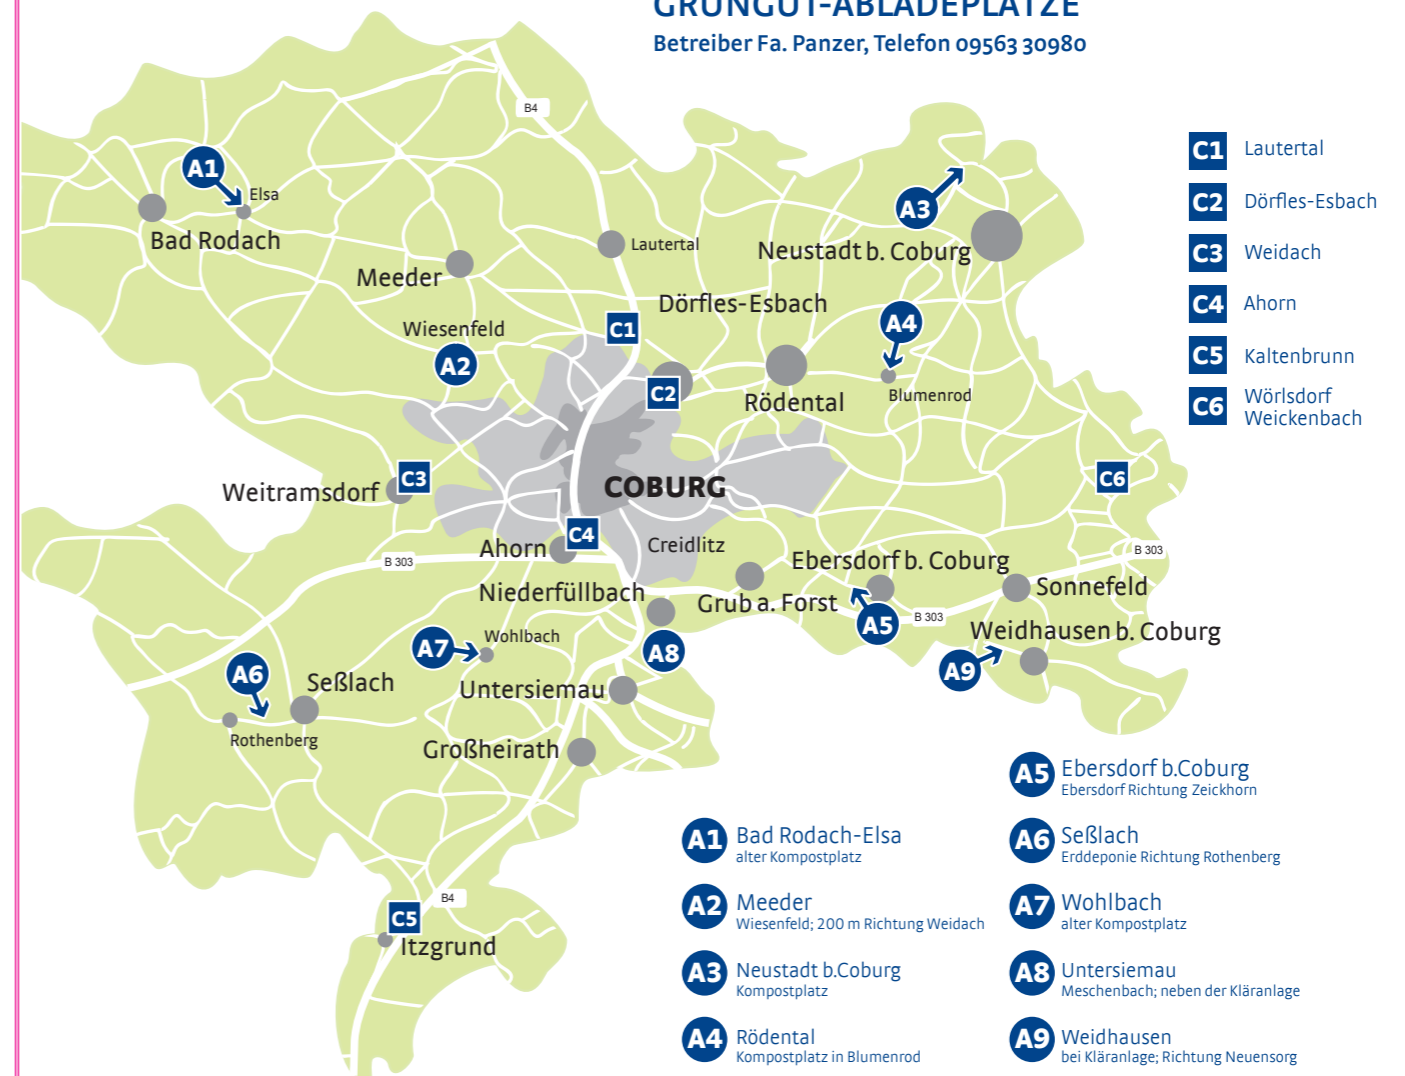 GRÜNGUT-ABLADEPLÄTZE
Betreiber Fa. Panzer, Telefon 09563 30980
B4
C1 Lautertal
C2 Dörfles-Esbach
C3 Weidach
C4 Ahorn
C5 Kaltenbrunn
C6 Wörlsdorf
Weickenbach
A1
Elsa
Bad Rodach
A3
Neustadt b. Coburg
Lautertal
Meeder
Dörfles-Esbach
Wiesenfeld
C1
A4
A2
C2
Rödental
Blumenrod
Weitramsdorf
C3
COBURG
C6
C4
Ahorn
Creidlitz
B 303
B 303
Ebersdorf b. Coburg
Niederfüllbach
Grub a. Forst
Sonnefeld
A5
B 303
Weidhausen b. Coburg
A7
Wohlbach
A8
A9
A6
Seßlach
Untersiemau
Rothenberg
Großheirath
B4
C5
Itzgrund
A1 Bad Rodach-Elsa
alter Kompostplatz
A2 Meeder
Wiesenfeld; 200 m Richtung Weidach
A3 Neustadt b.Coburg
Kompostplatz
A4 Rödental
Kompostplatz in Blumenrod
A5 Ebersdorf b.Coburg
Ebersdorf Richtung Zeickhorn
A6 Seßlach
Erddeponie Richtung Rothenberg
A7 Wohlbach
alter Kompostplatz
A8 Untersiemau
Meschenbach; neben der Kläranlage
A9 Weidhausen
bei Kläranlage; Richtung Neuensorg